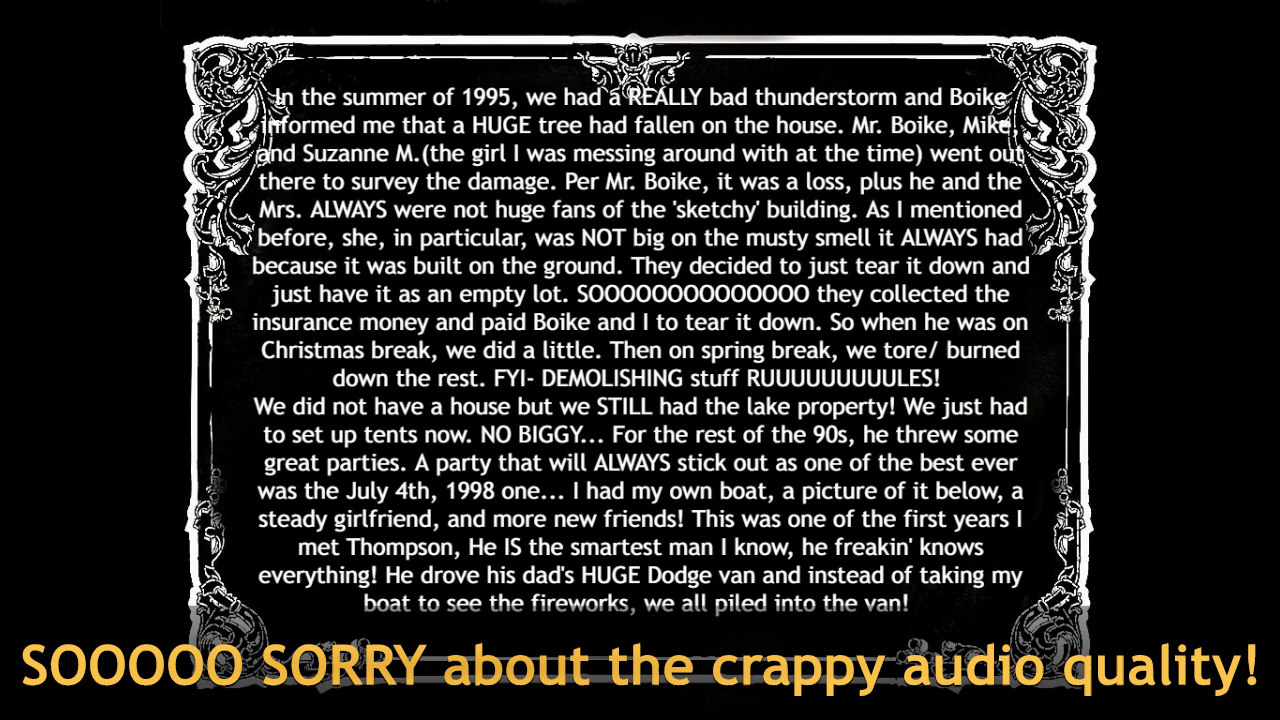 In the summer of 1995, we had a REALLY bad thunderstorm and Boike
informed me that a HUGE tree had fallen on the house. Mr. Boike, Mike,
and Suzanne M.(the girl I was messing around with at the time) went out
there to survey the damage. Per Mr. Boike, it was a loss, plus he and the
Mrs. ALWAYS were not huge fans of the 'sketchy' building. As I mentioned
before, she, in particular, was NOT big on the musty smell it ALWAYS had
because it was built on the ground. They decided to just tear it down and
just have it as an empty lot. SOOOOOOOOOOOOOO they collected the
insurance money and paid Boike and I to tear it down. So when he was on
Christmas break, we did a little. Then on spring break, we tore/ burned
down the rest. FYI- DEMOLISHING stuff RUUUUUUUUULES!
We did not have a house but we STILL had the lake property! We just had
to set up tents now. NO BIGGY... For the rest of the 90s, he threw some
great parties. A party that will ALWAYS stick out as one of the best ever
was the July 4th, 1998 one... I had my own boat, a picture of it below, a
steady girlfriend, and more new friends! This was one of the first years I
met Thompson, He IS the smartest man I know, he freakin' knows
everything! He drove his dad's HUGE Dodge van and instead of taking my
boat to see the fireworks, we all piled into the van!
SOOOOO SORRY about the crappy audio quality!